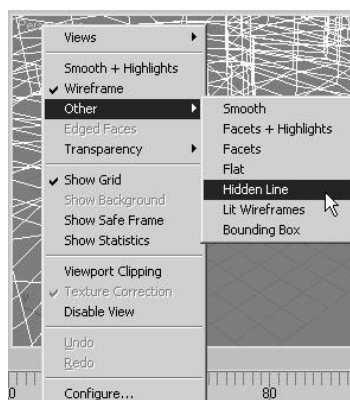 Views
Smooth + Highlights
Wireframe
Other
Edged Faces
Transparency
Show Grid
Show Background
Show Safe Frame
Show Statistics
Viewport Clipping
Texture Correction
Disable View
Undo
Redo
Configure...
Smooth
Facets + Highlights
Facets
Flat
Hidden Line
Lit Wireframes
Bounding Box
0
80